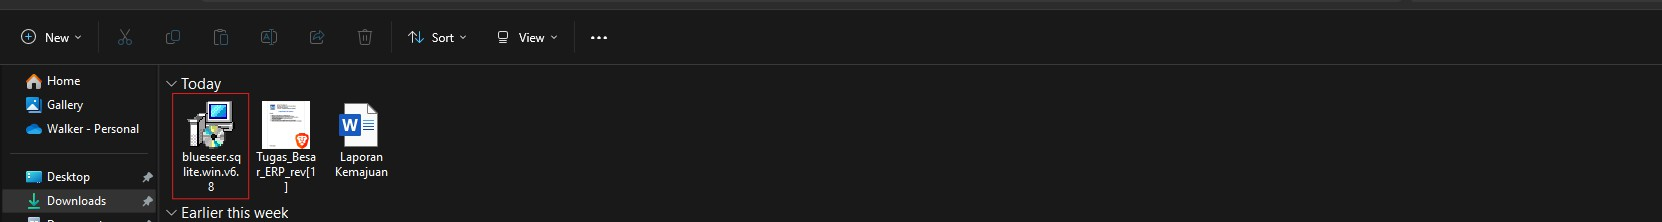 New
Sort
View
Home
Gallery
Walker - Personal
Desktop
Downloads
Today
blueseer.sq
lite.win.v6.
8
Tugas_Besa
r_ERP_rev[1
]
Laporan
Kemajuan
Earlier this week